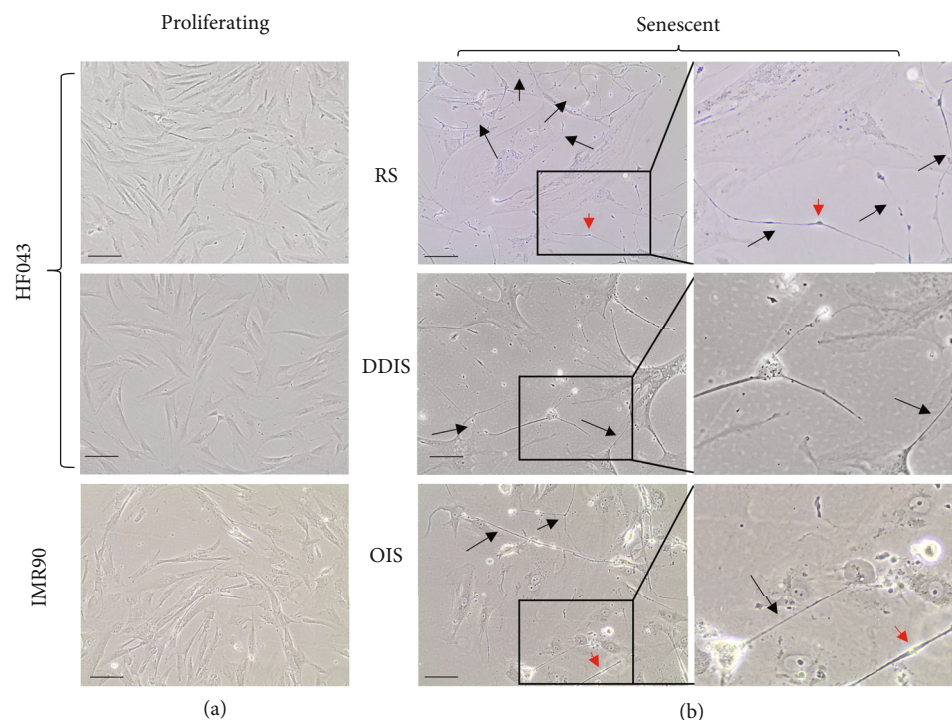 Proliferating
Senescent
HF043
RS
DDIS
IMR90
OIS
(a)
(b)